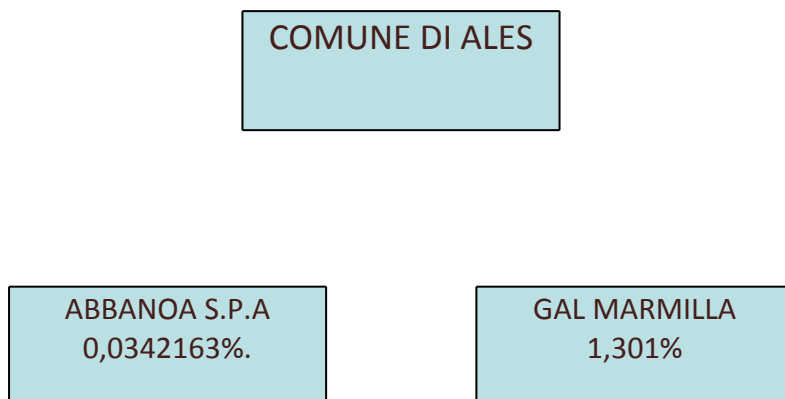 COMUNE DI ALES
ABBANOA S.P.A
0,0342163%.
GAL MARMILLA
1,301%